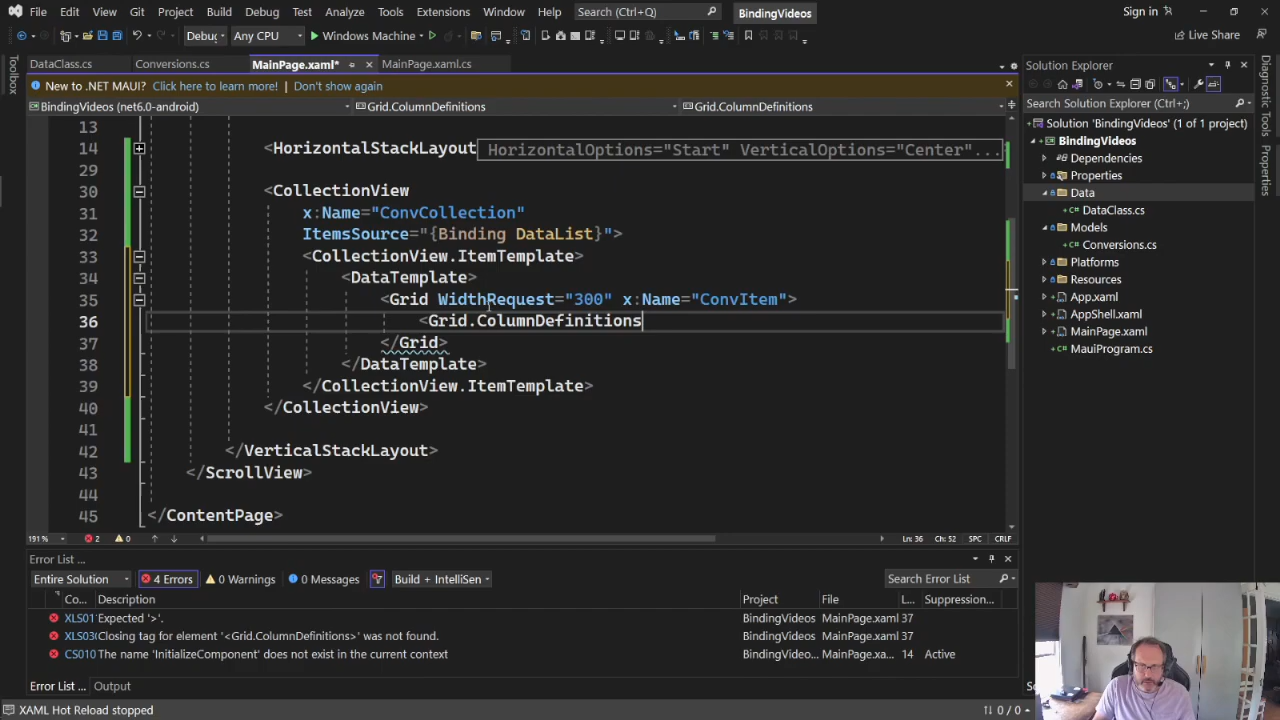 File Edit View Git Project Build Debug Test Analyze Tools Extensions Window Help Search (Ctrl+Q) BindingVideos Sign in
Debug Any CPU Windows Machine Live Share
DataClass.cs Conversions.cs MainPage.xaml* MainPage.xaml.cs
New to .NET MAUI? Click here to learn more! Don't show again
BindingVideos (net6.0-android) Grid.ColumnDefinitions Grid.ColumnDefinitions
13
14 <HorizontalStackLayout HorizontalOptions="Start" VerticalOptions="Center"...
29
30 <CollectionView
31 x:Name="ConvCollection"
32 ItemsSource="{Binding DataList}">
33 <CollectionView.ItemTemplate>
34 <DataTemplate>
35 <Grid WidthRequest="300" x:Name="ConvItem">
36 <Grid.ColumnDefinitions
37 </Grid>
38 </DataTemplate>
39 </CollectionView.ItemTemplate>
40 </CollectionView>
41
42 </VerticalStackLayout>
43 </ScrollView>
44
45 </ContentPage>
191 % 2 0 Ln: 36 Ch: 52 SPC CRLF
Error List ...
Entire Solution 4 Errors 0 Warnings 0 Messages Build + IntelliSen Search Error List
Co... Description Project File L... Suppression...
XLS01 Expected '>'. BindingVideos MainPage.xaml 37
XLS03 Closing tag for element '<Grid.ColumnDefinitions>' was not found. BindingVideos MainPage.xaml 37
CS010 The name 'InitializeComponent' does not exist in the current context BindingVideo... MainPage.xa... 14 Active
Error List ... Output
XAML Hot Reload stopped 0 / 0
Toolbox
Solution Explorer
Search Solution Explorer (Ctrl+;)
Solution 'BindingVideos' (1 of 1 project)
BindingVideos
Dependencies
Properties
Data
DataClass.cs
Models
Conversions.cs
Platforms
Resources
App.xaml
AppShell.xaml
MainPage.xaml
MauiProgram.cs
Diagnostic Tools
Properties